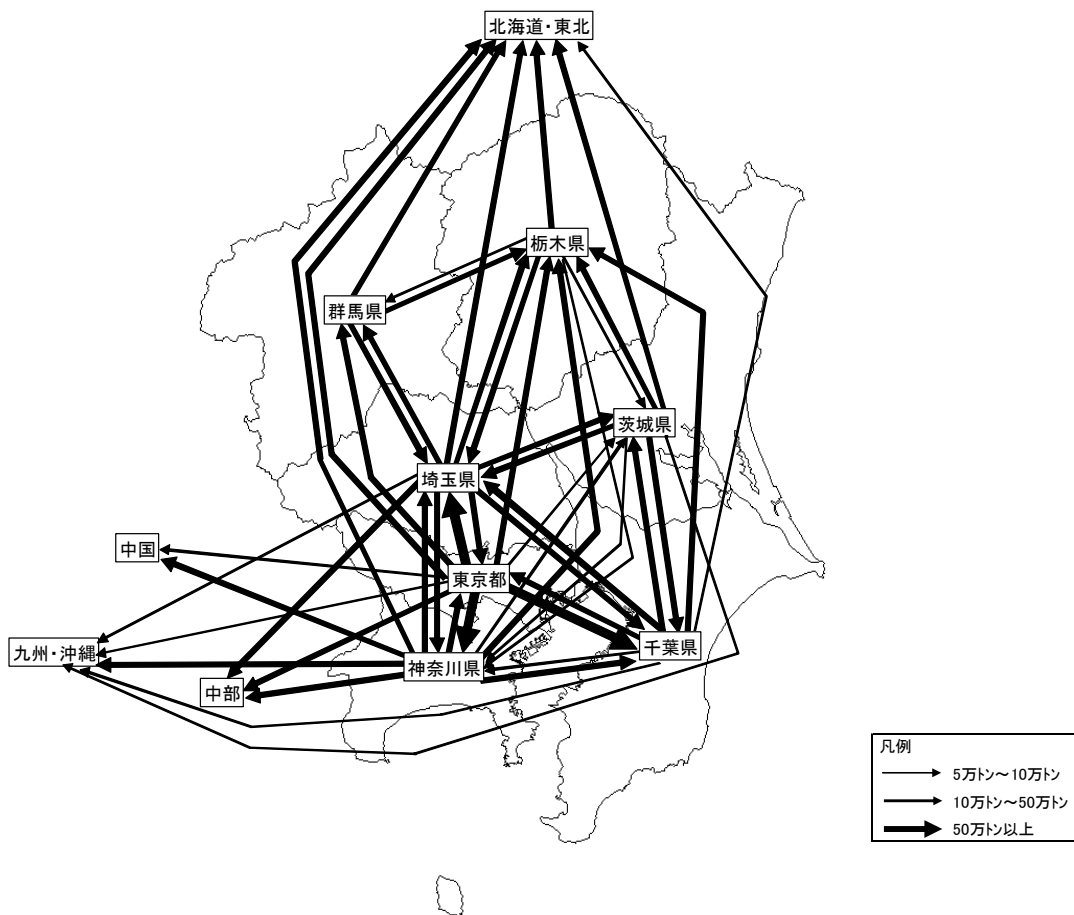 北海道・東北
栃木県
群馬県
茨城県
埼玉県
中国
東京都
九州・沖縄
千葉県
神奈川県
中部
凡例
5万トン～10万トン
10万トン～50万トン
50万トン以上